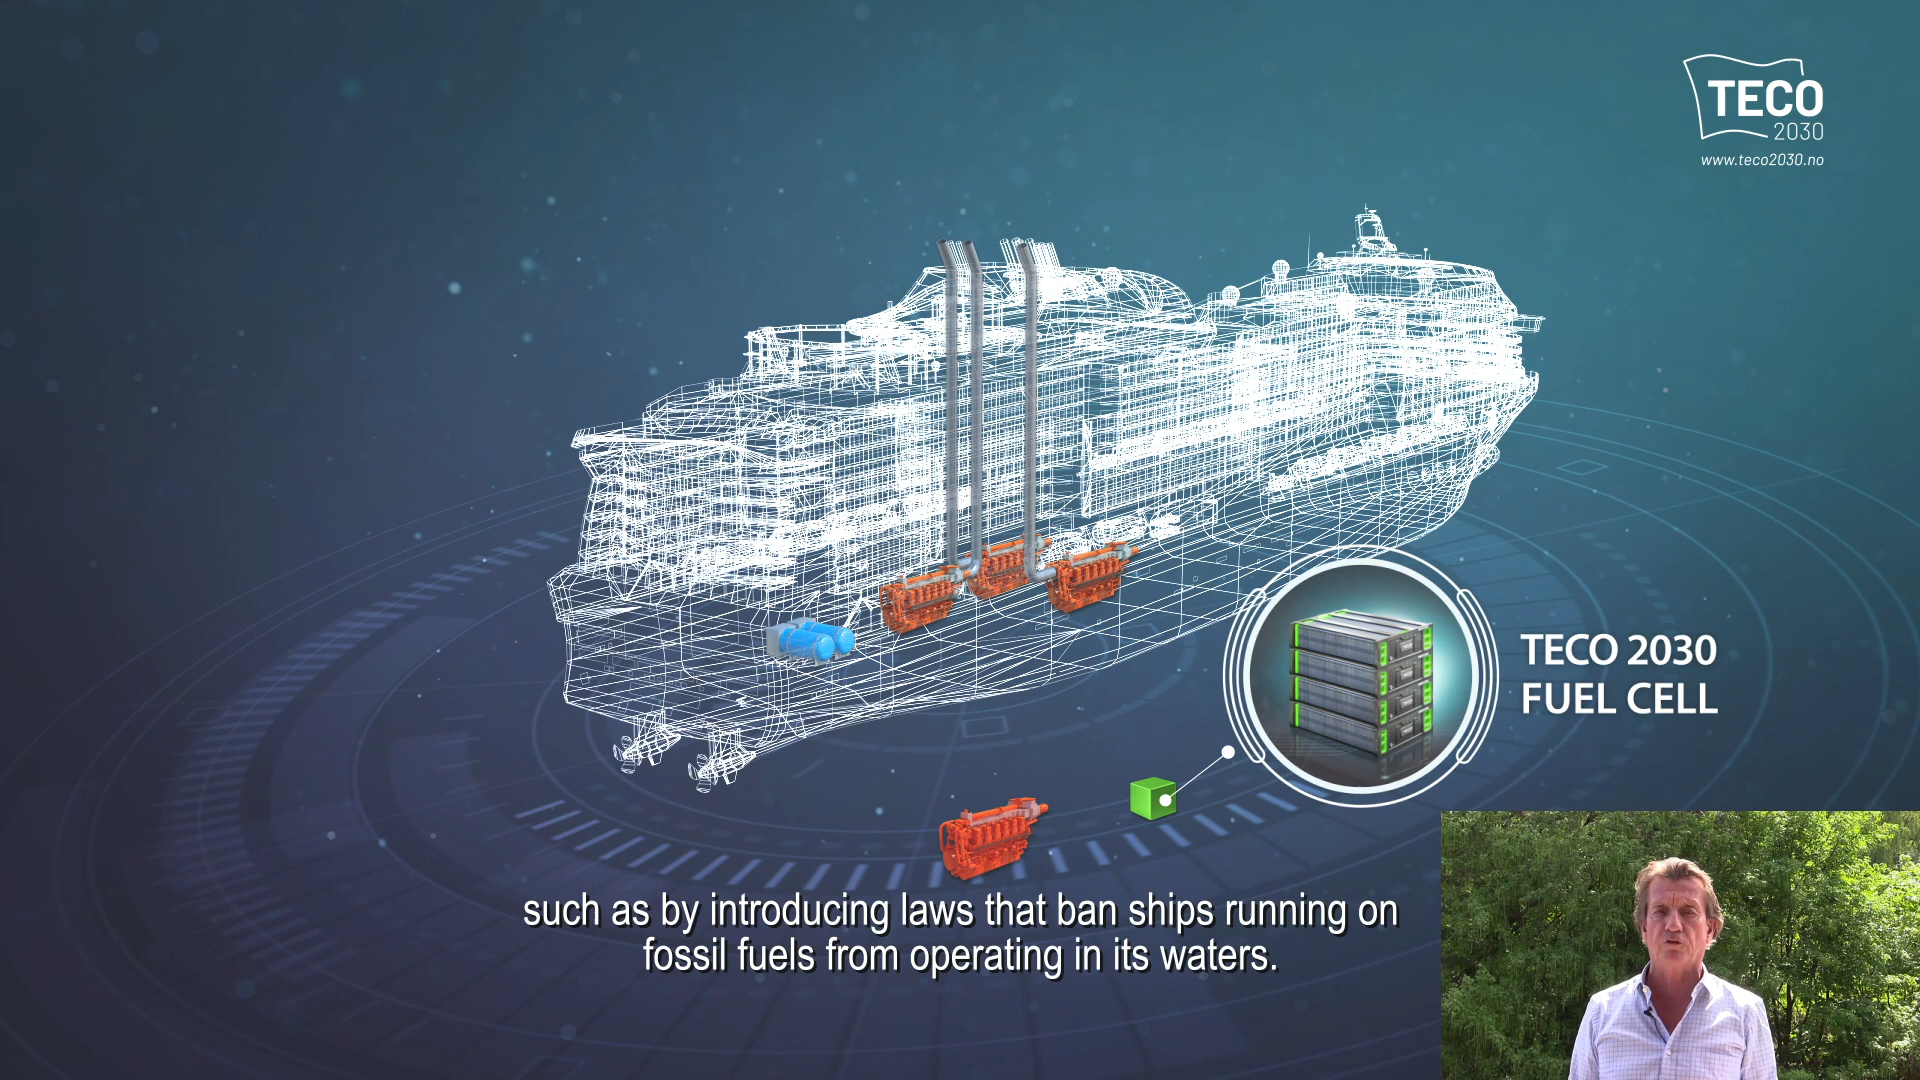 TECO
2030
www.teco2030.no
TECO 2030
FUEL CELL
such as by introducing laws that ban ships running on
fossil fuels from operating in its waters.